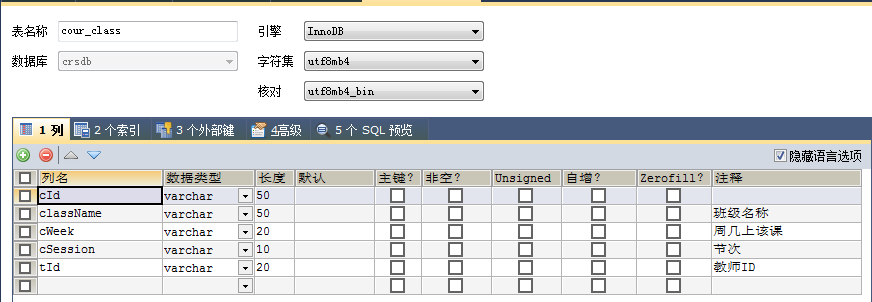 表名称 cour_class 引擎 InnoDB
数据库 crsdb 字符集 utf8mb4
核对 utf8mb4_bin
1 列 2 个索引 3 个外部键 4高级 5 个 SQL 预览
隐藏语言选项
列名 数据类型 长度 默认 主键? 非空? Unsigned 自增? Zerofill? 注释
cId varchar 50
className varchar 50 班级名称
cWeek varchar 20 周几上该课
cSession varchar 10 节次
tId varchar 20 教师ID